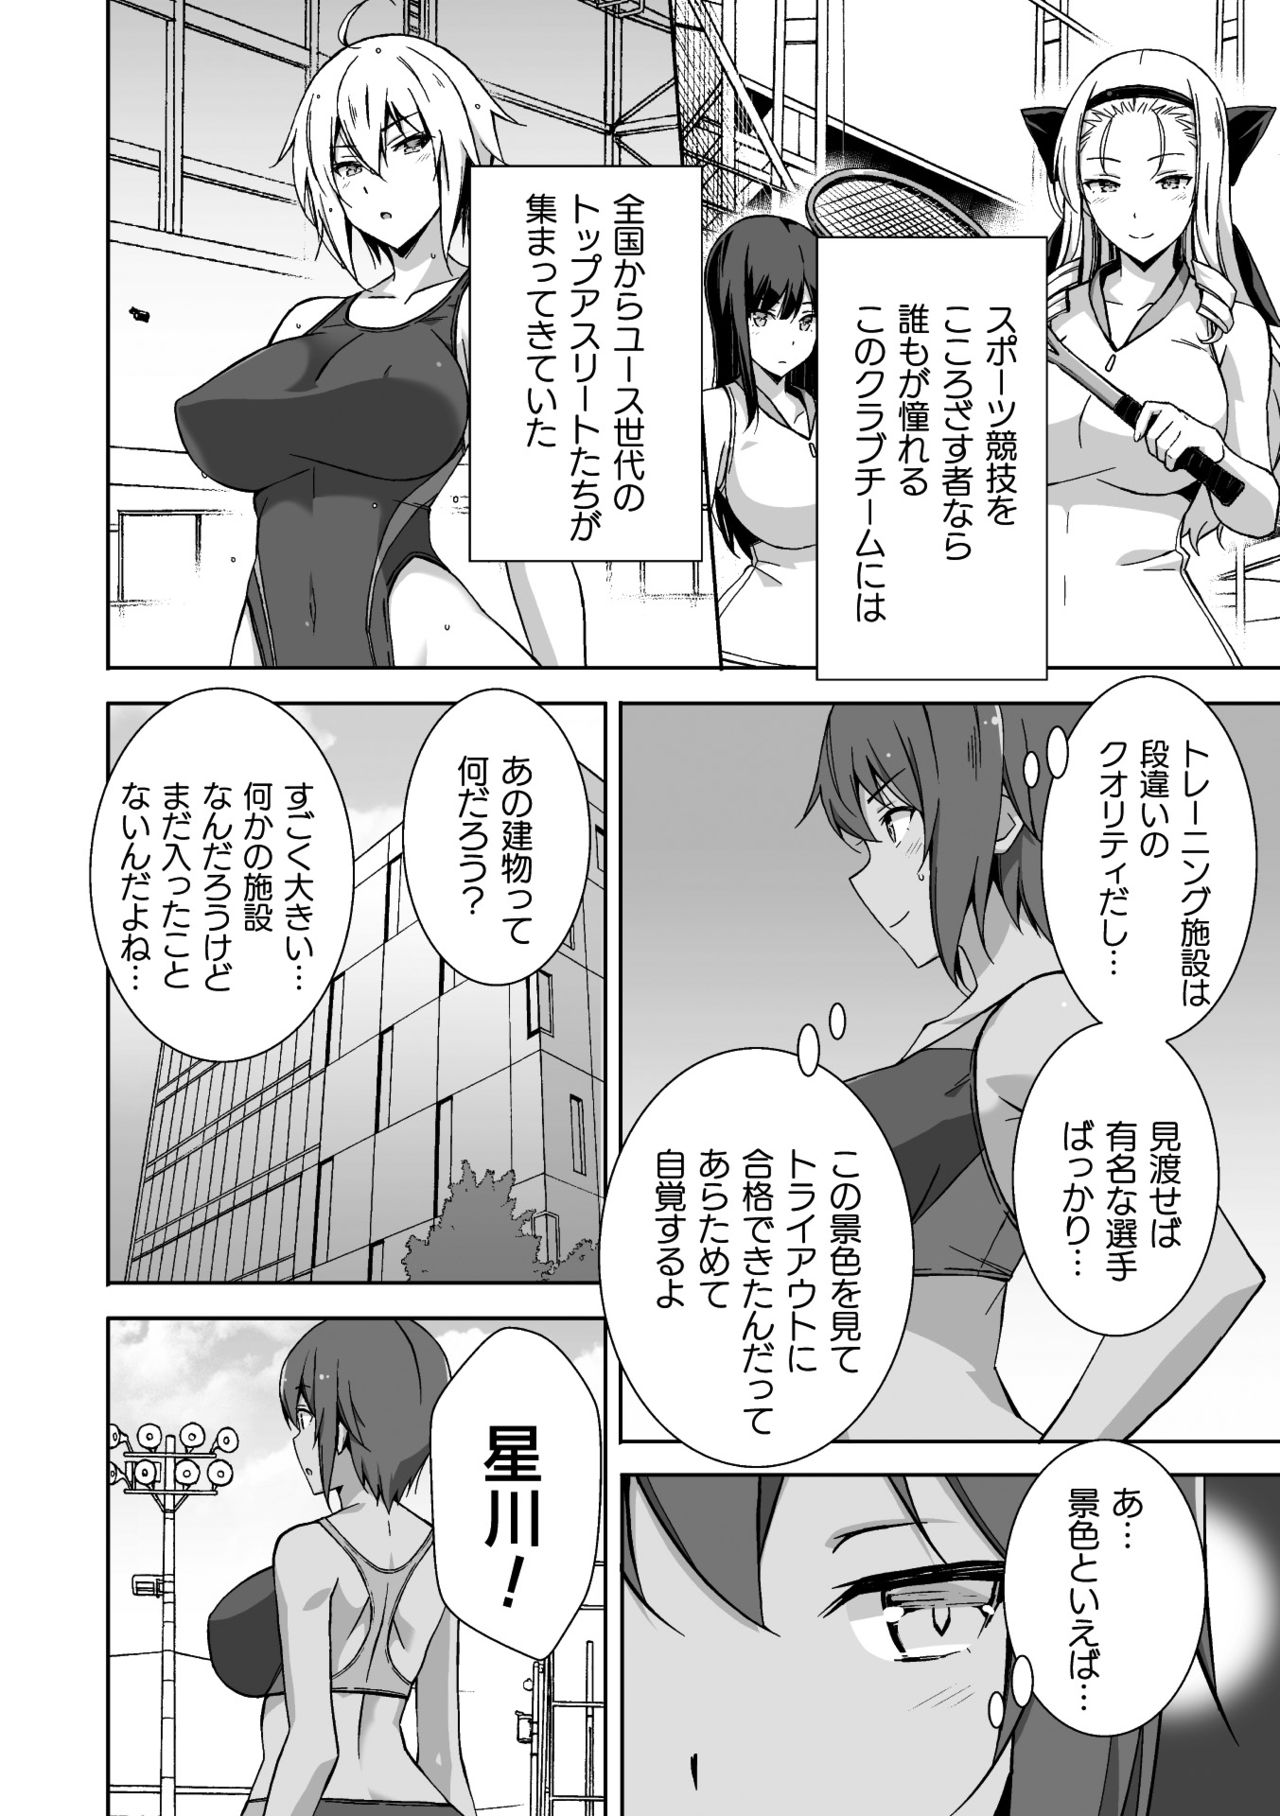 スポーツ競技を
こころざす者なら
誰もが憧れる
このクラブチームには
全国からユース世代の
トップアスリートたちが
集まってきていた
トレーニング施設は
段違いの
クオリティだし…
見渡せば
有名な選手
ばっかり…
この景色を見て
トライアウトに
合格できたんだって
あらためて
自覚するよ
あの建物って
何だろう?
すごく大きい…
何かの施設
なんだろうけど
まだ入ったこと
ないんだよね…
あ…
景色といえば…
星川!